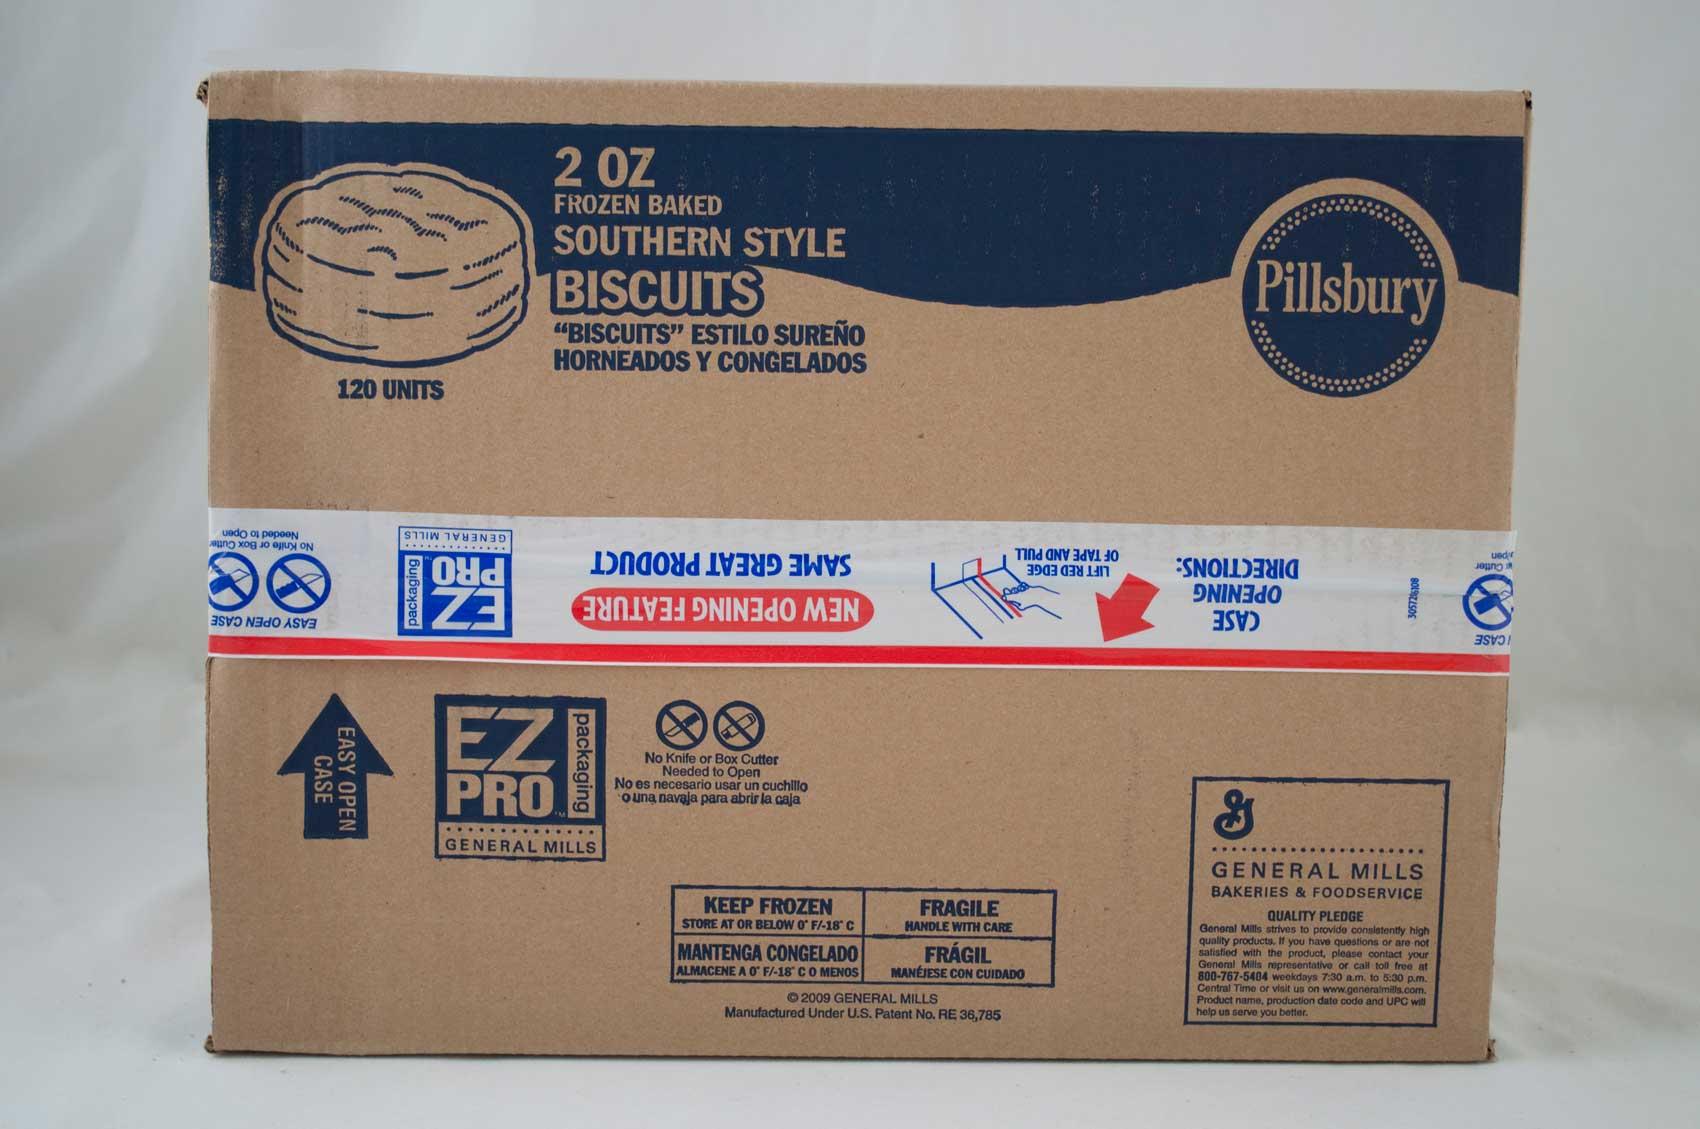 2 OZ
FROZEN BAKED
SOUTHERN STYLE
BISCUITS
“BISCUITS” ESTILO SUREÑO
HORNEADOS Y CONGELADOS
120 UNITS
Pillsbury
EASY OPEN CASE
No Knife or Box Cutter
Needed to Open
EZ
PRO
packaging
GENERAL MILLS
NEW OPENING FEATURE
SAME GREAT PRODUCT
LIFT RED EDGE
OF TAPE AND PULL
CASE
OPENING
DIRECTIONS:
CASE
Cutter
EASY OPEN
CASE
EZ
PRO™
packaging
GENERAL MILLS
No Knife or Box Cutter
Needed to Open
No es necesario usar un cuchillo
o una navaja para abrir la caja
KEEP FROZEN
STORE AT OR BELOW 0° F/-18° C
FRAGILE
HANDLE WITH CARE
MANTENGA CONGELADO
ALMACENE A 0° F/-18° C O MENOS
FRÁGIL
MANÉJESE CON CUIDADO
© 2009 GENERAL MILLS
Manufactured Under U.S. Patent No. RE 36,785
G
GENERAL MILLS
BAKERIES & FOODSERVICE
QUALITY PLEDGE
General Mills strives to provide consistently high
quality products. If you have questions or are not
satisfied with the product, please contact your
General Mills representative or call toll free at
800-767-5404 weekdays 7:30 a.m. to 5:30 p.m.
Central Time or visit us on www.generalmills.com.
Product name, production date code and UPC will
help us serve you better.